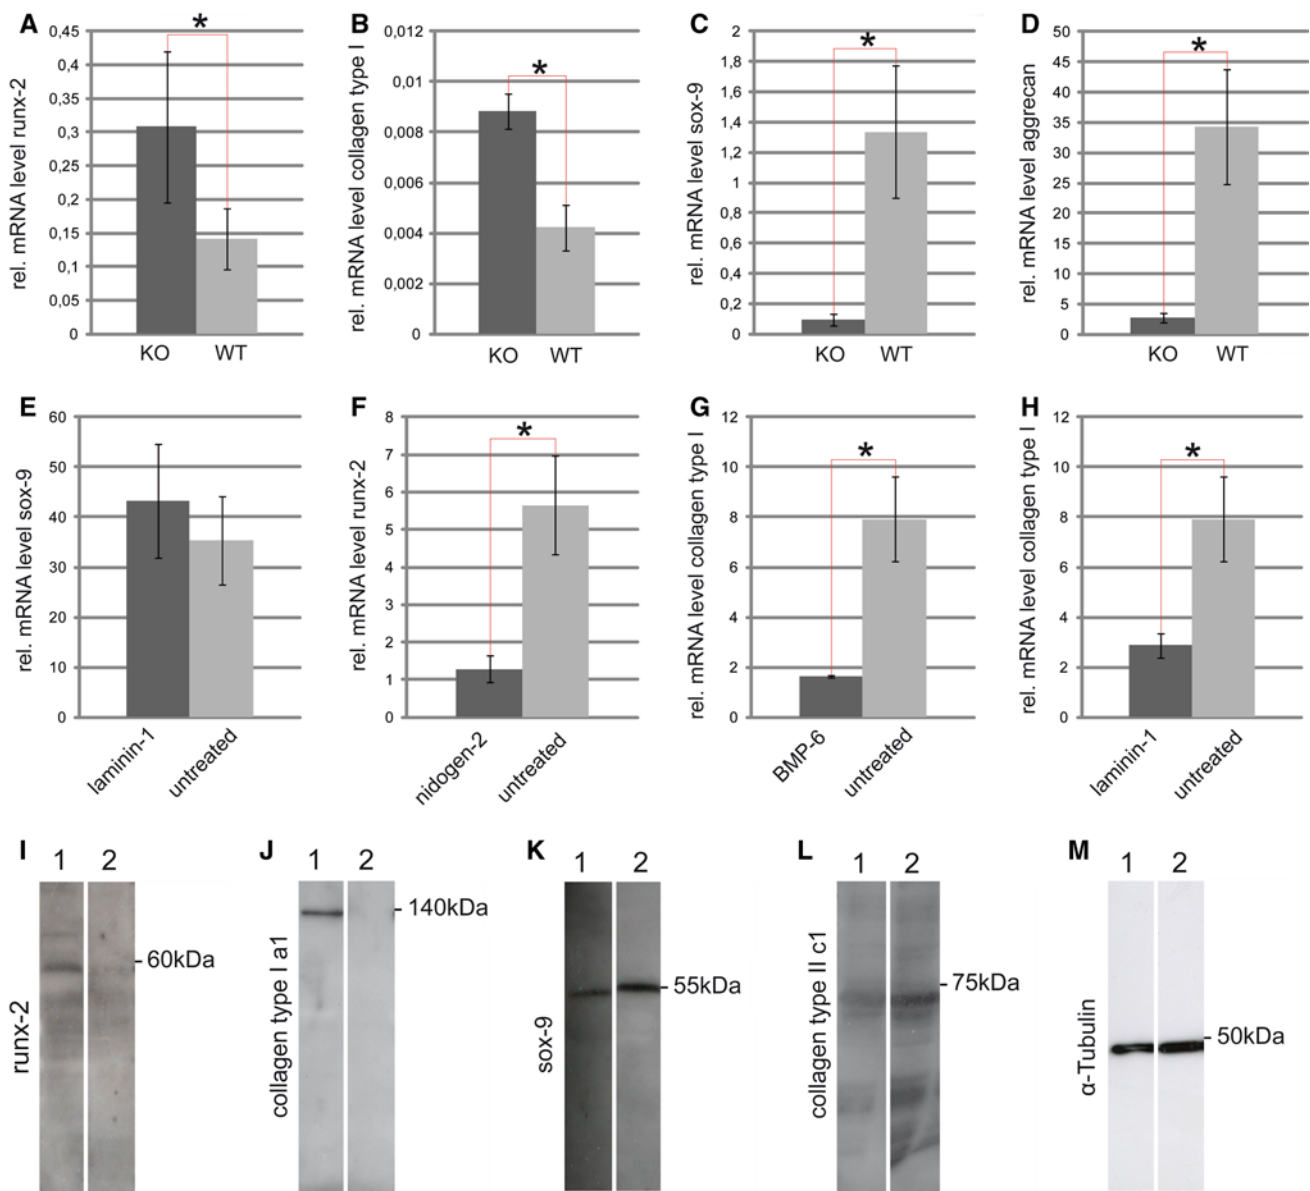 A
rel. mRNA level runx-2
0,5
0,45
0,4
0,35
0,3
0,25
0,2
0,15
0,1
0,05
0
*
KO WT
B
rel. mRNA level collagen type I
0,012
0,01
0,008
0,006
0,004
0,002
0
*
KO WT
C
rel. mRNA level sox-9
2
1,8
1,6
1,4
1,2
1
0,8
0,6
0,4
0,2
0
*
KO WT
D
rel. mRNA level aggrecan
50
45
40
35
30
25
20
15
10
5
0
*
KO WT
E
rel. mRNA level sox-9
60
50
40
30
20
10
0
laminin-1
untreated
F
rel. mRNA level runx-2
8
7
6
5
4
3
2
1
0
*
nidogen-2
untreated
G
rel. mRNA level collagen type I
12
10
8
6
4
2
0
*
BMP-6
untreated
H
rel. mRNA level collagen type I
12
10
8
6
4
2
0
*
laminin-1
untreated
I
1 2
runx-2
60kDa
J
1 2
collagen type I a1
140kDa
K
1 2
sox-9
55kDa
L
1 2
collagen type II c1
75kDa
M
1 2
α-Tubulin
50kDa